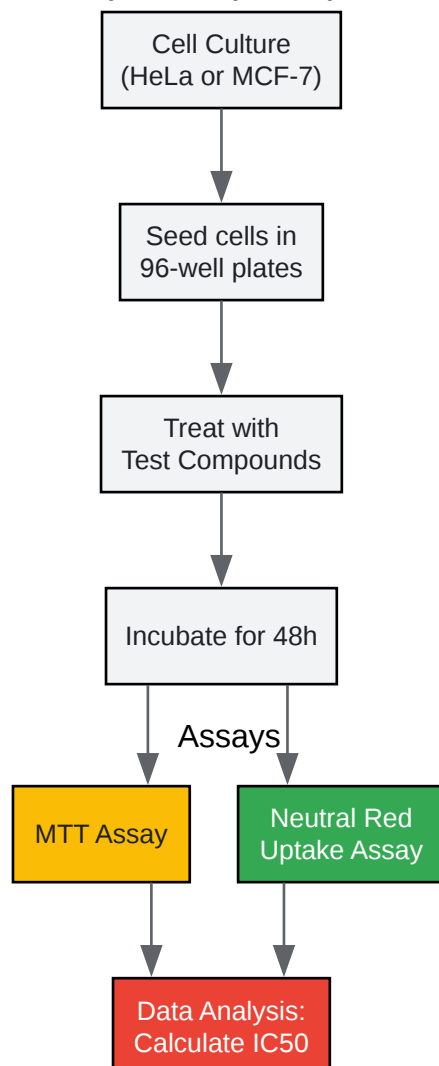 Cell Culture
(HeLa or MCF-7)
Seed cells in
96-well plates
Treat with
Test Compounds
Incubate for 48h
Assays
MTT Assay
Neutral Red
Uptake Assay
Data Analysis:
Calculate IC50